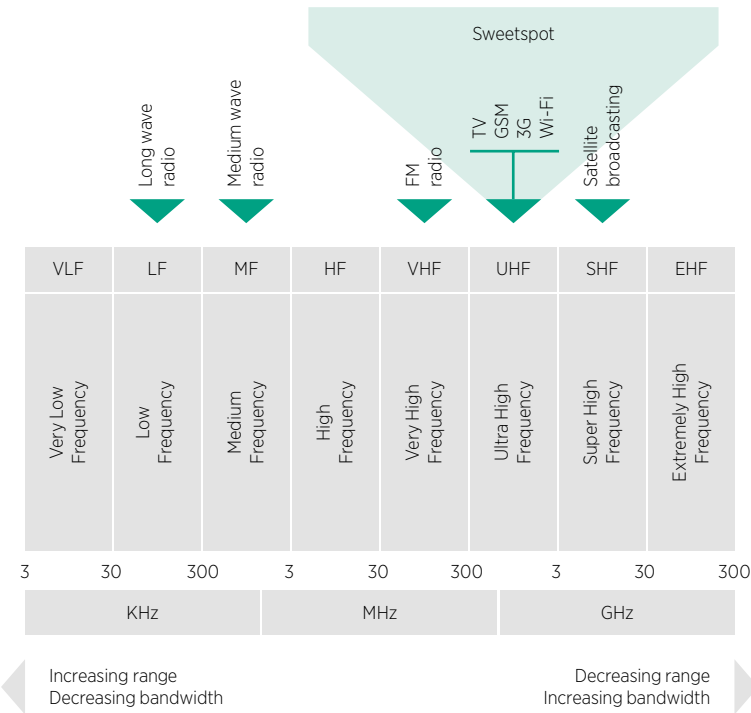 Sweetspot
Long wave
radio
Medium wave
radio
FM
radio
TV
GSM
3G
Wi-Fi
Satellite
broadcasting
VLF
LF
MF
HF
VHF
UHF
SHF
EHF
Very Low
Frequency
Low
Frequency
Medium
Frequency
High
Frequency
Very High
Frequency
Ultra High
Frequency
Super High
Frequency
Extremely High
Frequency
3 30 300 3 30 300 3 30 300
KHz
MHz
GHz
Increasing range
Decreasing bandwidth
Decreasing range
Increasing bandwidth